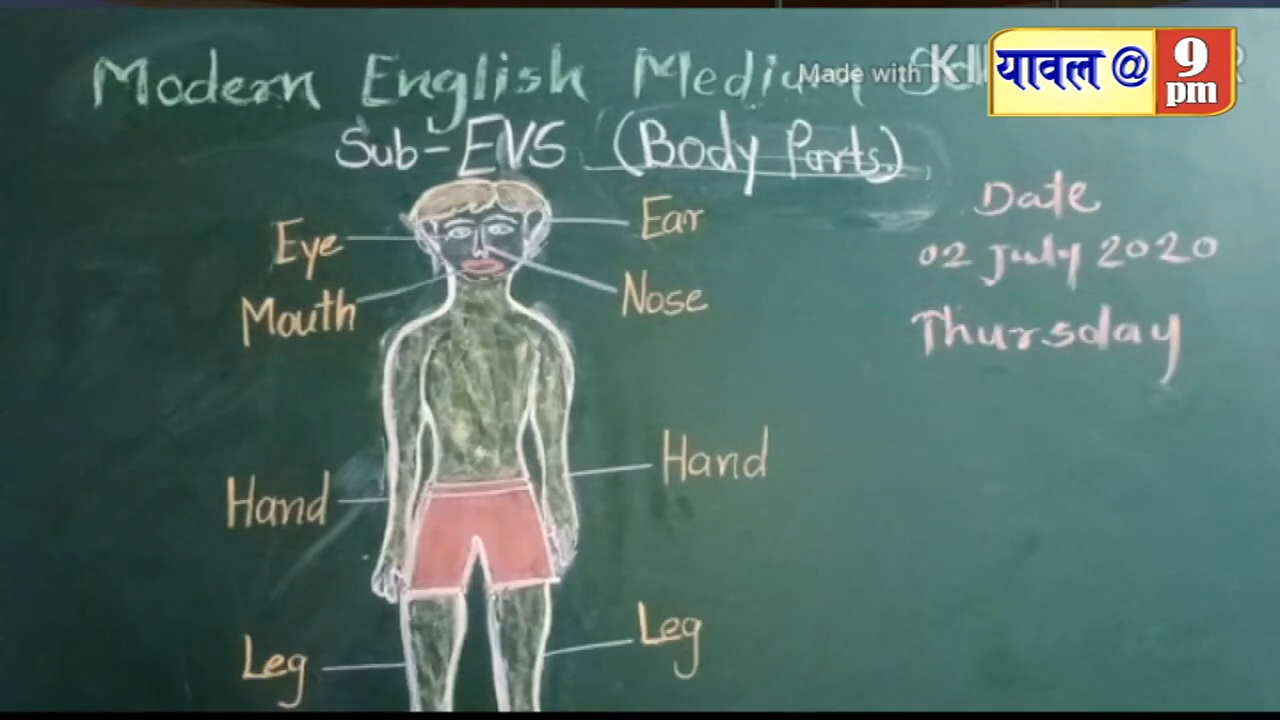 Modern English Medium
Made with
यावल @ 9 pm
Sub-EVS (Body Parts.)
Date
02 July 2020
Thursday
Ear
Eye
Nose
Mouth
Hand
Hand
Leg
Leg